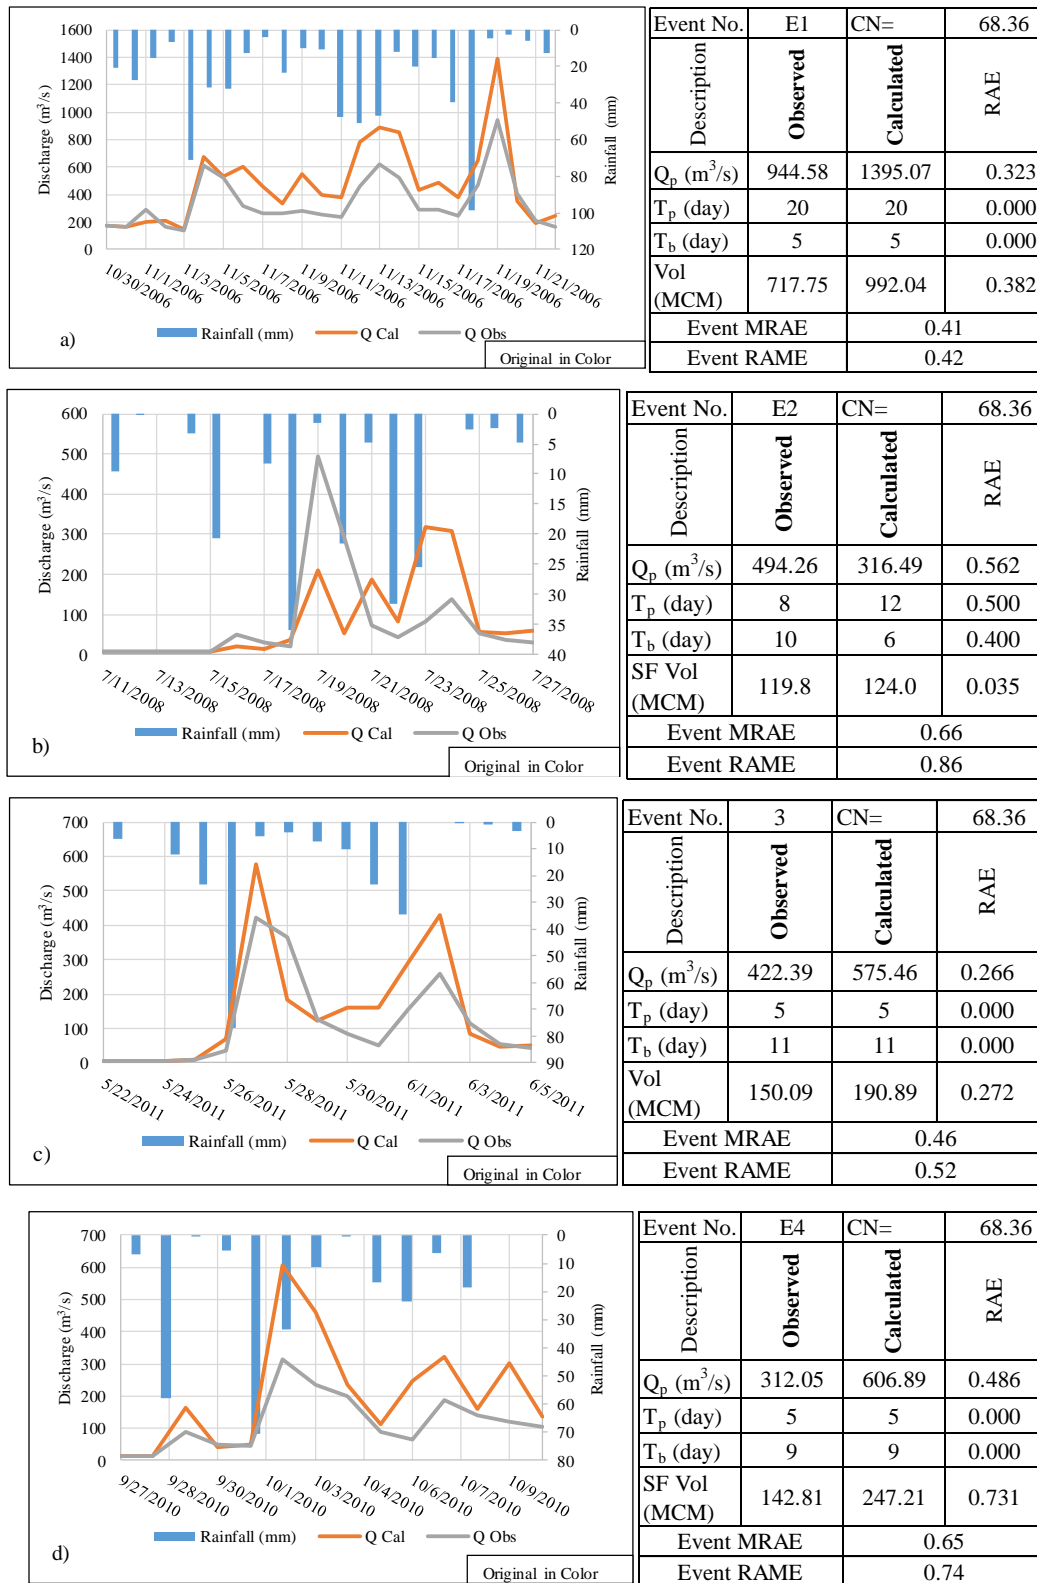 1600
1400
1200
1000
800
600
400
200
0
Discharge (m³/s)
0
20
40
60
80
100
120
Rainfall (mm)
10/30/2006
11/1/2006
11/3/2006
11/5/2006
11/7/2006
11/9/2006
11/11/2006
11/13/2006
11/15/2006
11/17/2006
11/19/2006
11/21/2006
Rainfall (mm) Q Cal Q Obs
a)
Original in Color
Event No. E1 CN= 68.36
Description Observed Calculated RAE
Qp (m³/s) 944.58 1395.07 0.323
Tp (day) 20 20 0.000
Tb (day) 5 5 0.000
Vol
(MCM) 717.75 992.04 0.382
Event MRAE 0.41
Event RAME 0.42
600
500
400
300
200
100
0
Discharge (m³/s)
0
5
10
15
20
25
30
35
40
Rainfall (mm)
7/11/2008
7/13/2008
7/15/2008
7/17/2008
7/19/2008
7/21/2008
7/23/2008
7/25/2008
7/27/2008
Rainfall (mm) Q Cal Q Obs
b)
Original in Color
Event No. E2 CN= 68.36
Description Observed Calculated RAE
Qp (m³/s) 494.26 316.49 0.562
Tp (day) 8 12 0.500
Tb (day) 10 6 0.400
SF Vol
(MCM) 119.8 124.0 0.035
Event MRAE 0.66
Event RAME 0.86
700
600
500
400
300
200
100
0
Discharge (m³/s)
0
10
20
30
40
50
60
70
80
90
Rainfall (mm)
5/22/2011
5/24/2011
5/26/2011
5/28/2011
5/30/2011
6/1/2011
6/3/2011
6/5/2011
Rainfall (mm) Q Cal Q Obs
c)
Original in Color
Event No. 3 CN= 68.36
Description Observed Calculated RAE
Qp (m³/s) 422.39 575.46 0.266
Tp (day) 5 5 0.000
Tb (day) 11 11 0.000
Vol
(MCM) 150.09 190.89 0.272
Event MRAE 0.46
Event RAME 0.52
700
600
500
400
300
200
100
0
Discharge (m³/s)
0
10
20
30
40
50
60
70
80
Rainfall (mm)
9/27/2010
9/28/2010
9/30/2010
10/1/2010
10/3/2010
10/4/2010
10/6/2010
10/7/2010
10/9/2010
Rainfall (mm) Q Cal Q Obs
d)
Original in Color
Event No. E4 CN= 68.36
Description Observed Calculated RAE
Qp (m³/s) 312.05 606.89 0.486
Tp (day) 5 5 0.000
Tb (day) 9 9 0.000
SF Vol
(MCM) 142.81 247.21 0.731
Event MRAE 0.65
Event RAME 0.74